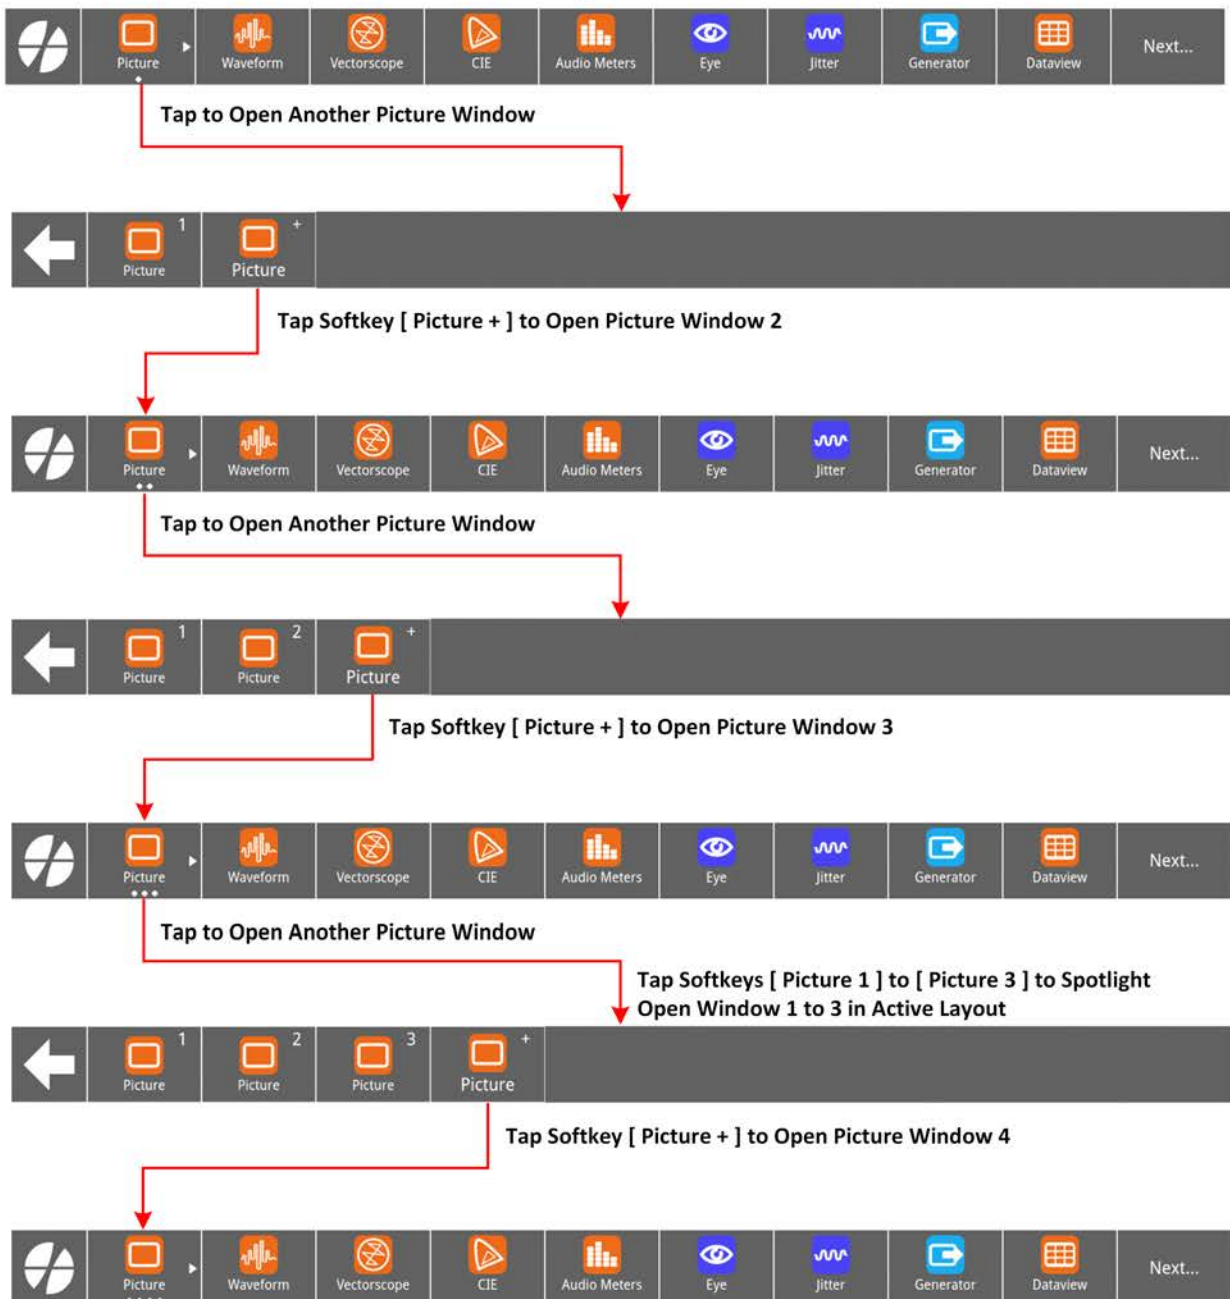 Picture Waveform Vectorscope CIE Audio Meters Eye Jitter Generator Dataview Next...
Tap to Open Another Picture Window
1 +
Picture Picture
Tap Softkey [ Picture + ] to Open Picture Window 2
Picture Waveform Vectorscope CIE Audio Meters Eye Jitter Generator Dataview Next...
Tap to Open Another Picture Window
1 2 +
Picture Picture Picture
Tap Softkey [ Picture + ] to Open Picture Window 3
Picture Waveform Vectorscope CIE Audio Meters Eye Jitter Generator Dataview Next...
Tap to Open Another Picture Window
Tap Softkeys [ Picture 1 ] to [ Picture 3 ] to Spotlight
Open Window 1 to 3 in Active Layout
1 2 3 +
Picture Picture Picture Picture
Tap Softkey [ Picture + ] to Open Picture Window 4
Picture Waveform Vectorscope CIE Audio Meters Eye Jitter Generator Dataview Next...